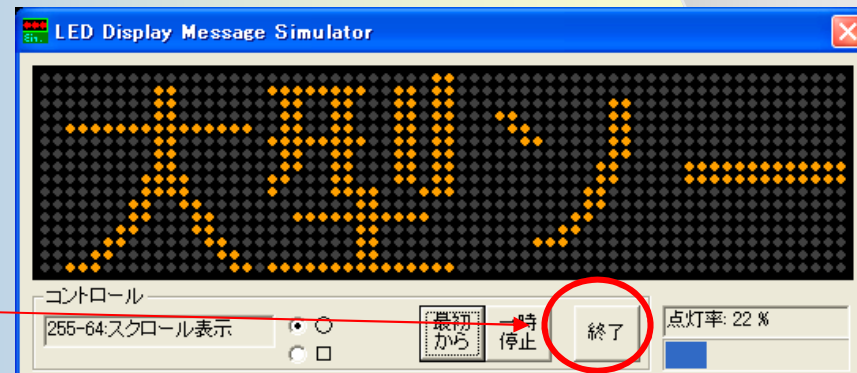 LED Display Message Simulator
大型ソー
コントロール
255-64:スクロール表示
○
□
最初
から
一時
停止
終了
点灯率: 22 %